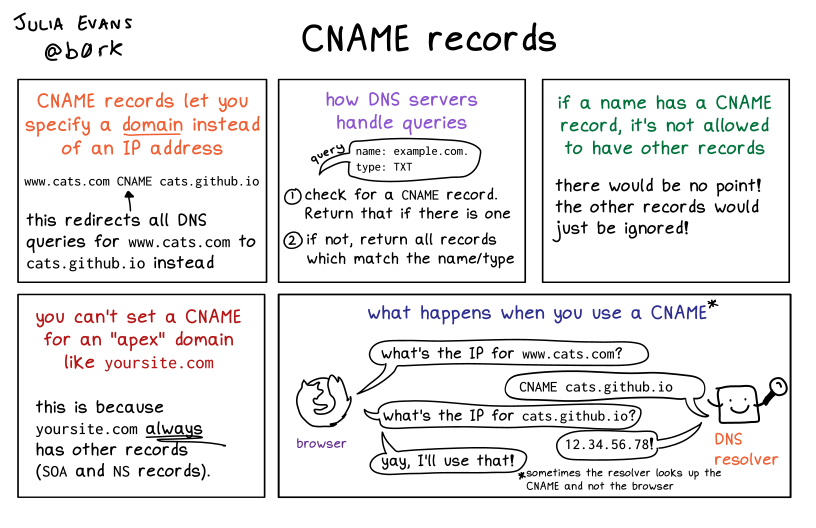 JULIA EVANS
@b0rk
CNAME records
CNAME records let you
specify a domain instead
of an IP address
www.cats.com CNAME cats.github.io
this redirects all DNS
queries for www.cats.com to
cats.github.io instead
how DNS servers
handle queries
query
name: example.com.
type: TXT
① check for a CNAME record.
Return that if there is one
② if not, return all records
which match the name/type
if a name has a CNAME
record, it's not allowed
to have other records
there would be no point!
the other records would
just be ignored!
you can't set a CNAME
for an "apex" domain
like yoursite.com
this is because
yoursite.com always
has other records
(SOA and NS records).
what happens when you use a CNAME*
what's the IP for www.cats.com?
CNAME cats.github.io
what's the IP for cats.github.io?
12.34.56.78!
yay, I'll use that!
browser
DNS
resolver
*sometimes the resolver looks up the
CNAME and not the browser